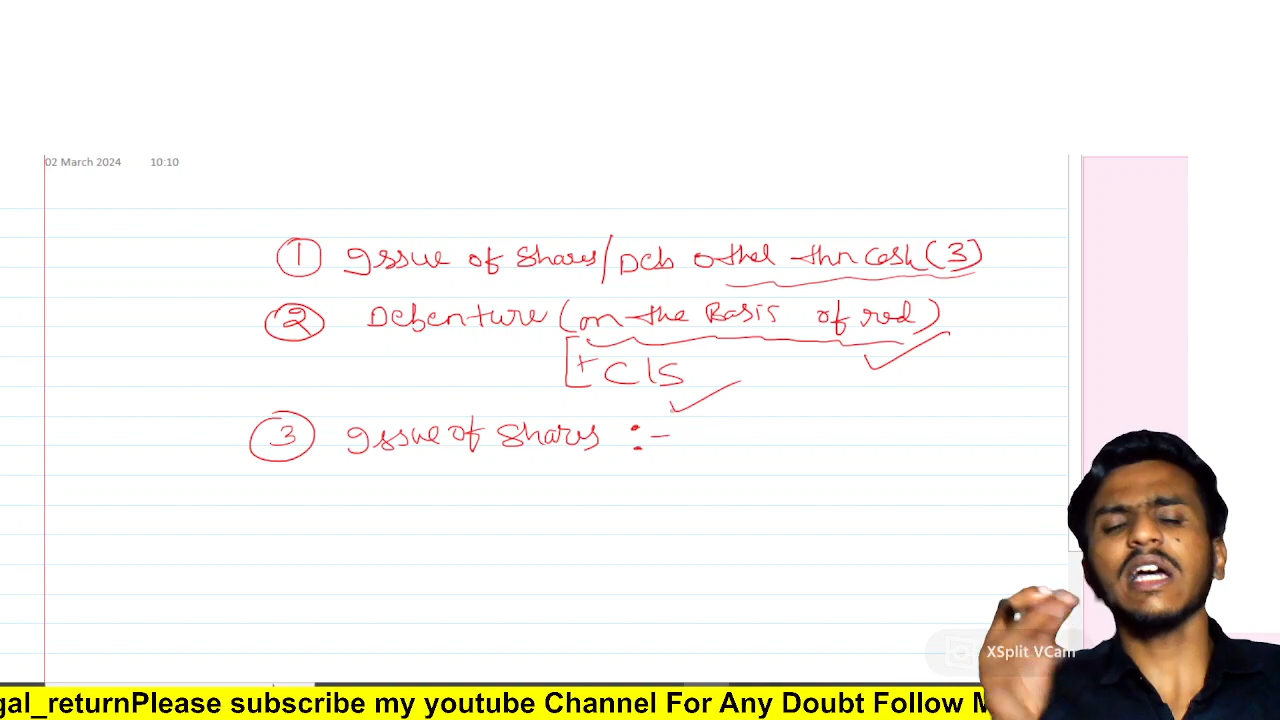 02 March 2024 10:10
1 Issue of Shares/Deb other thn cash (3)
2 Debenture (on the Basis of red)
[+ CIS
3 Issue of Shares :-
XSplit VCam
gal_returnPlease subscribe my youtube Channel For Any Doubt Follow M